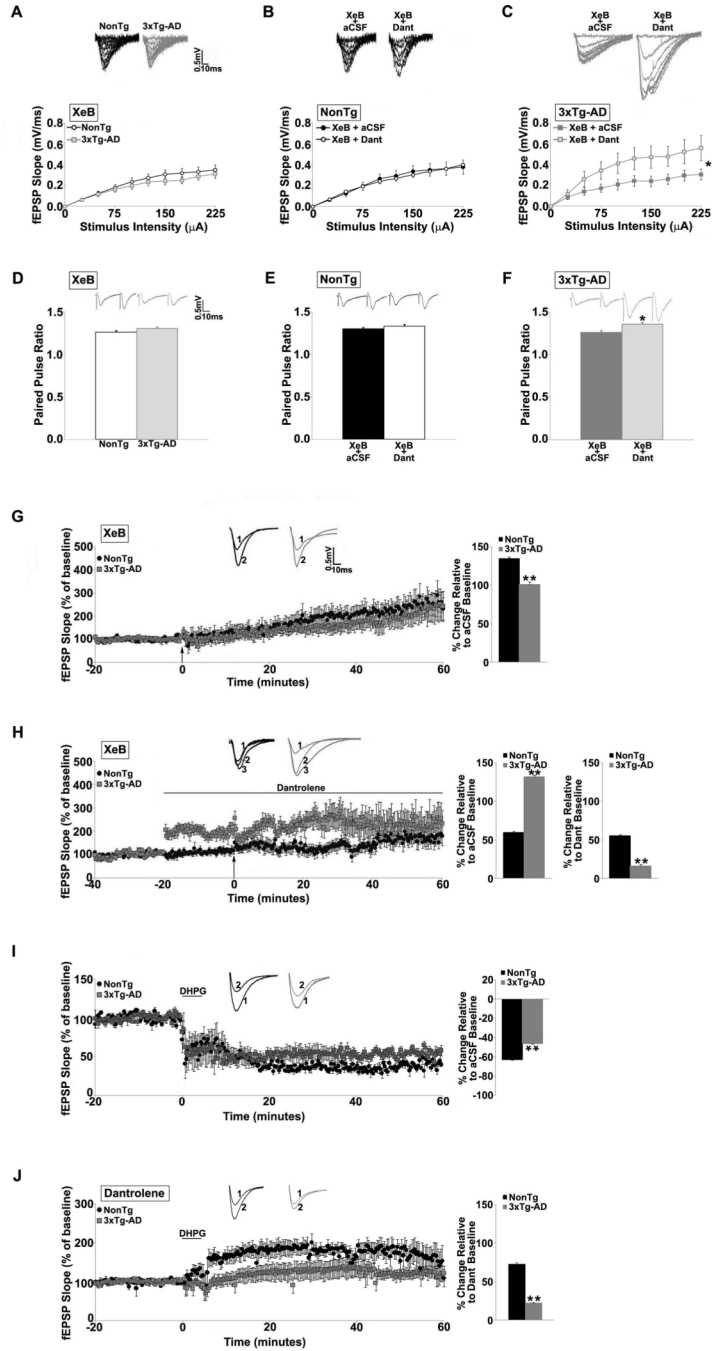 A
NonTg 3xTg-AD
0.5mV
10ms
XeB
NonTg
3xTg-AD
fEPSP Slope (mV/ms)
0.8
0.6
0.4
0.2
0.0
0 75 150 225
Stimulus Intensity (μA)
B
XeB + aCSF
XeB + Dant
NonTg
XeB + aCSF
XeB + Dant
fEPSP Slope (mV/ms)
0.8
0.6
0.4
0.2
0.0
0 75 150 225
Stimulus Intensity (μA)
C
XeB + aCSF
XeB + Dant
3xTg-AD
XeB + aCSF
XeB + Dant
fEPSP Slope (mV/ms)
0.8
0.6
0.4
0.2
0.0
*
0 75 150 225
Stimulus Intensity (μA)
D
XeB
0.5mV
10ms
Paired Pulse Ratio
1.5
1.0
0.5
0.0
NonTg 3xTg-AD
E
NonTg
Paired Pulse Ratio
1.5
1.0
0.5
0.0
XeB + aCSF
XeB + Dant
F
3xTg-AD
Paired Pulse Ratio
1.5
1.0
0.5
0.0
*
XeB + aCSF
XeB + Dant
G
XeB
NonTg
3xTg-AD
1
2
1
2
0.5mV
10ms
fEPSP Slope (% of baseline)
500
400
300
200
100
0
-20 0 20 40 60
Time (minutes)
NonTg
3xTg-AD
% Change Relative
to aCSF Baseline
150
100
50
0
**
H
XeB
NonTg
3xTg-AD
1
2
3
1
2
3
Dantrolene
fEPSP Slope (% of baseline)
500
400
300
200
100
0
-40 -20 0 20 40 60
Time (minutes)
NonTg
3xTg-AD
% Change Relative
to aCSF Baseline
150
100
50
0
**
NonTg
3xTg-AD
% Change Relative
to Dant Baseline
150
100
50
0
**
I
NonTg
3xTg-AD
DHPG
2
1
2
1
fEPSP Slope (% of baseline)
150
100
50
0
-20 0 20 40 60
Time (minutes)
NonTg
3xTg-AD
% Change Relative
to aCSF Baseline
20
0
-20
-40
-60
-80
-100
**
J
Dantrolene
NonTg
3xTg-AD
DHPG
1
2
1
2
fEPSP Slope (% of baseline)
300
200
100
0
-20 0 20 40 60
Time (minutes)
NonTg
3xTg-AD
% Change Relative
to Dant Baseline
150
100
50
0
**